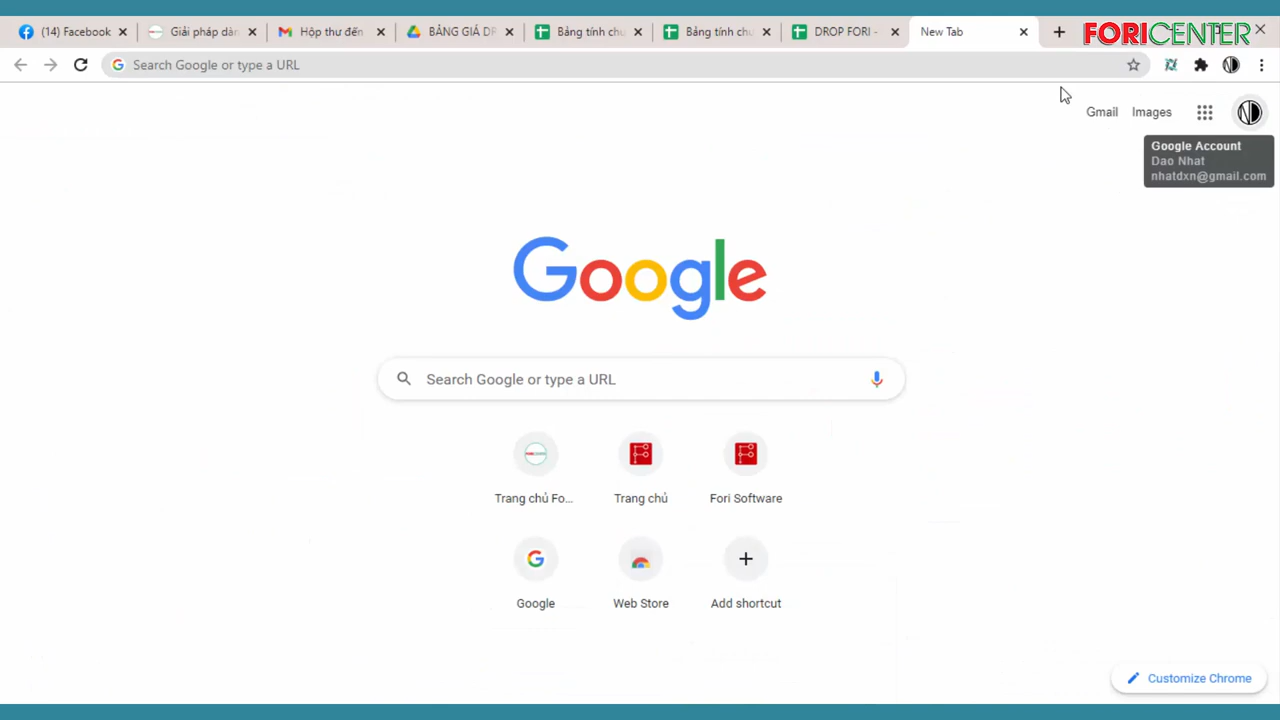 (14) Facebook
Giải pháp dàn
Hộp thư đến
BẢNG GIÁ DR
Bảng tính chu
Bảng tính chu
DROP FORI -
New Tab
FORICENTER
Search Google or type a URL
Gmail
Images
Google Account
Dao Nhat
nhatdxn@gmail.com
Google
Search Google or type a URL
Trang chủ Fo...
Trang chủ
Fori Software
Google
Web Store
Add shortcut
Customize Chrome